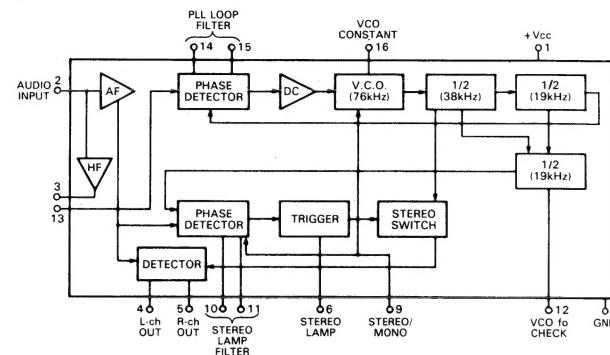 PLL LOOP
FILTER
14 15
VCO
CONSTANT
16
+Vcc
1
AUDIO 2
INPUT
AF
PHASE
DETECTOR
DC
V.C.O.
(76kHz)
1/2
(38kHz)
1/2
(19kHz)
HF
1/2
(19kHz)
3
13
PHASE
DETECTOR
TRIGGER
STEREO
SWITCH
DETECTOR
4 5 10 11 6 9 12
L-ch
OUT
R-ch
OUT
STEREO
LAMP
FILTER
STEREO
LAMP
STEREO/
MONO
VCO fo
CHECK
GND